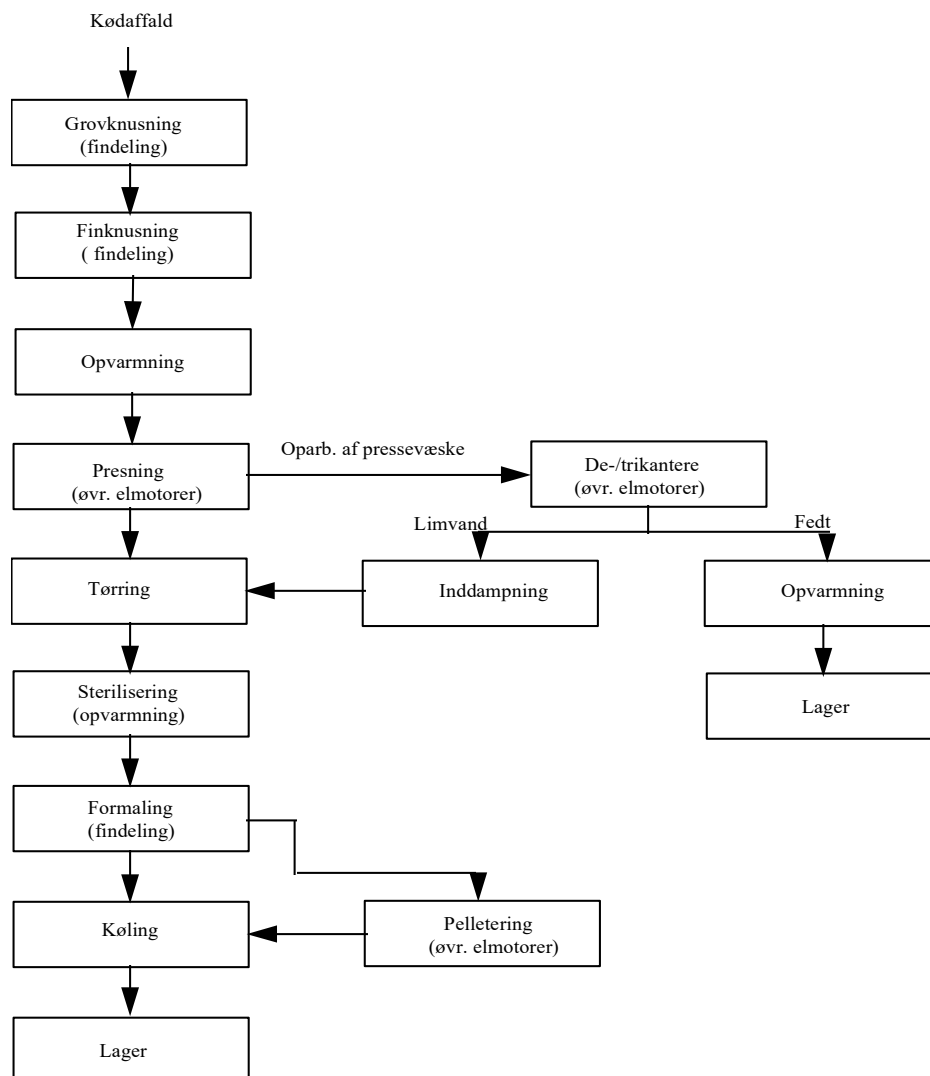 Kødaffald
Grovknusning
(findeling)
Finknusning
( findeling)
Opvarmning
Presning
(øvr. elmotorer)
Oparb. af pressevæske
De-/trikantere
(øvr. elmotorer)
Limvand
Fedt
Tørring
Inddampning
Opvarmning
Sterilisering
(opvarmning)
Lager
Formaling
(findeling)
Køling
Pelletering
(øvr. elmotorer)
Lager